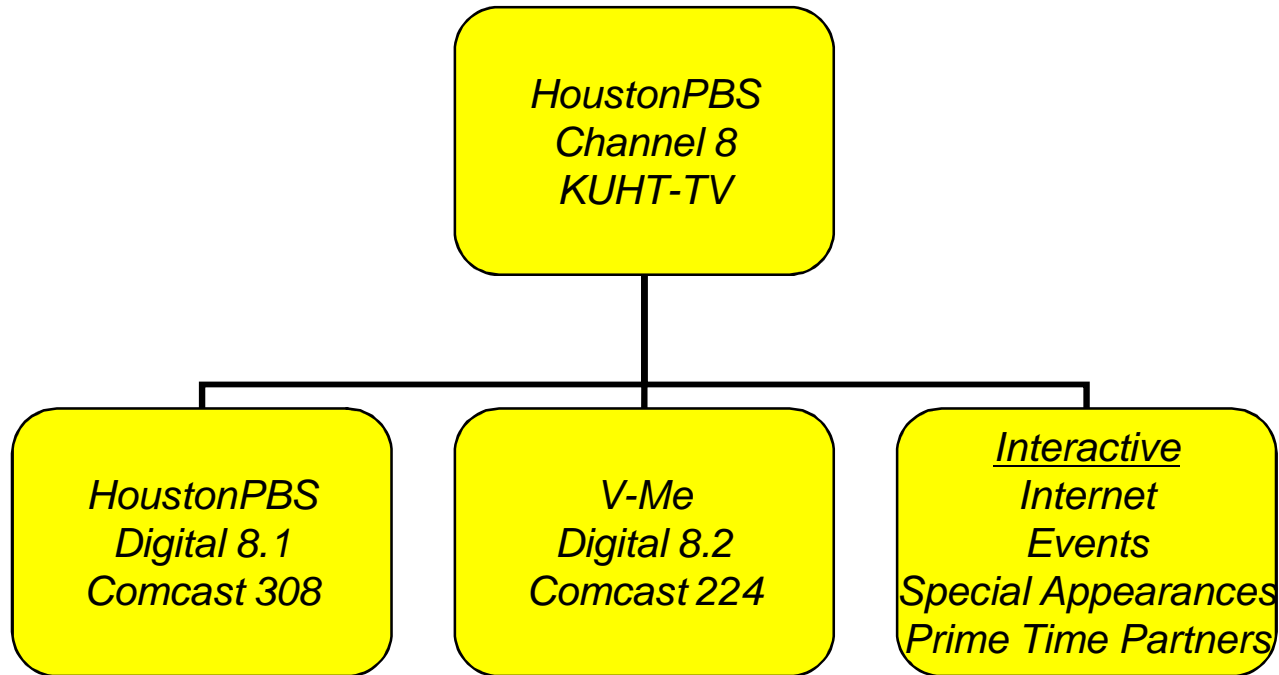 HoustonPBS
Channel 8
KUHT-TV
HoustonPBS
Digital 8.1
Comcast 308
V-Me
Digital 8.2
Comcast 224
Interactive
Internet
Events
Special Appearances
Prime Time Partners